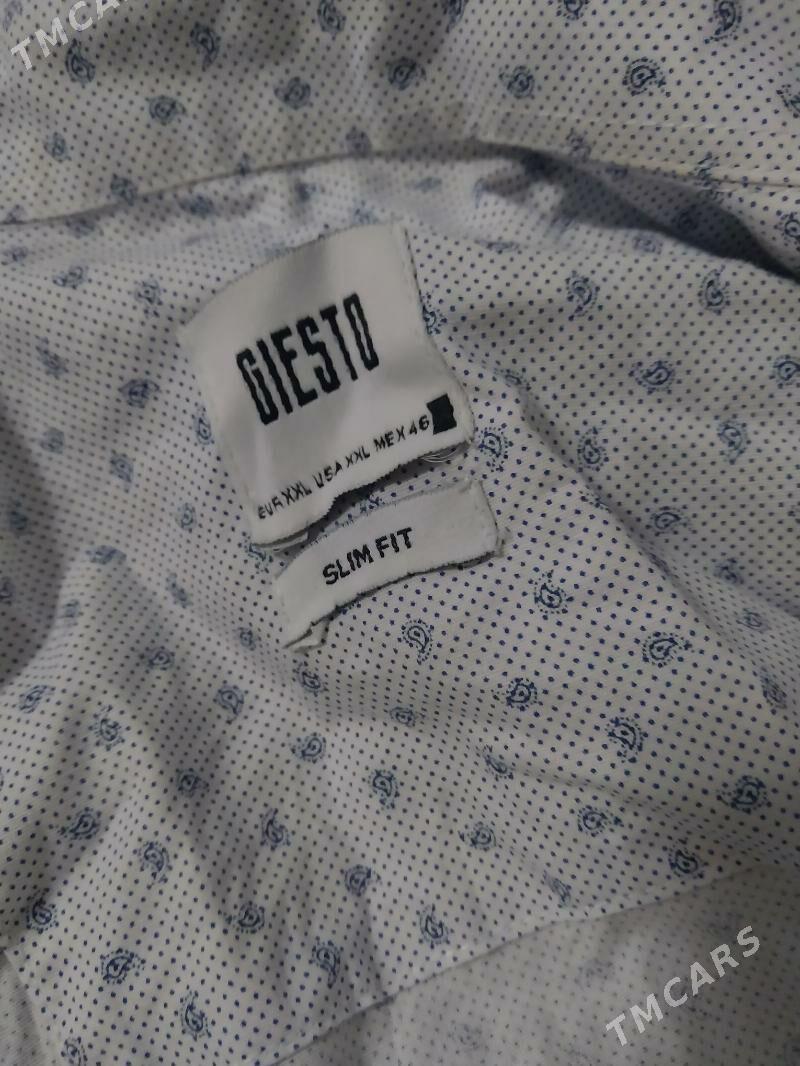 TMCARS
GIESTO
EUR XXL USA XXL MEX 46
SLIM FIT
TMCARS